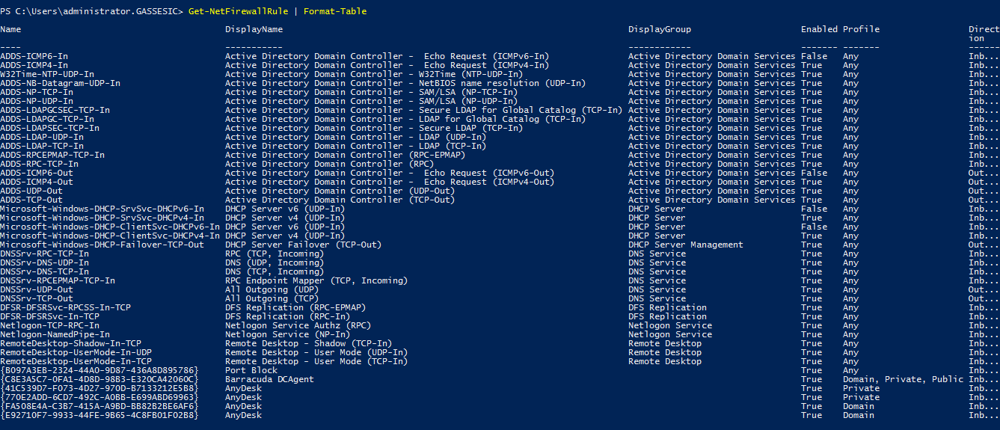 PS C:\Users\administrator.GASSESIC> Get-NetFirewallRule | Format-Table
Name DisplayName DisplayGroup Enabled Profile Direct
ion
---- ----------- ------------ ------- ------- ------
ADDS-ICMP6-In Active Directory Domain Controller -  Echo Request (ICMPv6-In) Active Directory Domain Services False Any Inb...
ADDS-ICMP4-In Active Directory Domain Controller -  Echo Request (ICMPv4-In) Active Directory Domain Services True Any Inb...
W32Time-NTP-UDP-In Active Directory Domain Controller - W32Time (NTP-UDP-In) Active Directory Domain Services True Any Inb...
ADDS-NB-Datagram-UDP-In Active Directory Domain Controller - NetBIOS name resolution (UDP-In) Active Directory Domain Services True Any Inb...
ADDS-NP-TCP-In Active Directory Domain Controller - SAM/LSA (NP-TCP-In) Active Directory Domain Services True Any Inb...
ADDS-NP-UDP-In Active Directory Domain Controller - SAM/LSA (NP-UDP-In) Active Directory Domain Services True Any Inb...
ADDS-LDAPGCSEC-TCP-In Active Directory Domain Controller - Secure LDAP for Global Catalog (TCP-In) Active Directory Domain Services True Any Inb...
ADDS-LDAPGC-TCP-In Active Directory Domain Controller - LDAP for Global Catalog (TCP-In) Active Directory Domain Services True Any Inb...
ADDS-LDAPSEC-TCP-In Active Directory Domain Controller - Secure LDAP (TCP-In) Active Directory Domain Services True Any Inb...
ADDS-LDAP-UDP-In Active Directory Domain Controller - LDAP (UDP-In) Active Directory Domain Services True Any Inb...
ADDS-LDAP-TCP-In Active Directory Domain Controller - LDAP (TCP-In) Active Directory Domain Services True Any Inb...
ADDS-RPCEPMAP-TCP-In Active Directory Domain Controller (RPC-EPMAP) Active Directory Domain Services True Any Inb...
ADDS-RPC-TCP-In Active Directory Domain Controller (RPC) Active Directory Domain Services True Any Inb...
ADDS-ICMP6-Out Active Directory Domain Controller -  Echo Request (ICMPv6-Out) Active Directory Domain Services False Any Out...
ADDS-ICMP4-Out Active Directory Domain Controller -  Echo Request (ICMPv4-Out) Active Directory Domain Services True Any Out...
ADDS-UDP-Out Active Directory Domain Controller (UDP-Out) Active Directory Domain Services True Any Out...
ADDS-TCP-Out Active Directory Domain Controller (TCP-Out) Active Directory Domain Services True Any Out...
Microsoft-Windows-DHCP-SrvSvc-DHCPv6-In DHCP Server v6 (UDP-In) DHCP Server False Any Inb...
Microsoft-Windows-DHCP-SrvSvc-DHCPv4-In DHCP Server v4 (UDP-In) DHCP Server True Any Inb...
Microsoft-Windows-DHCP-ClientSvc-DHCPv6-In DHCP Server v6 (UDP-In) DHCP Server False Any Inb...
Microsoft-Windows-DHCP-ClientSvc-DHCPv4-In DHCP Server v4 (UDP-In) DHCP Server True Any Inb...
Microsoft-Windows-DHCP-Failover-TCP-Out DHCP Server Failover (TCP-Out) DHCP Server Management True Any Out...
DNSSrv-RPC-TCP-In RPC (TCP, Incoming) DNS Service True Any Inb...
DNSSrv-DNS-UDP-In DNS (UDP, Incoming) DNS Service True Any Inb...
DNSSrv-DNS-TCP-In DNS (TCP, Incoming) DNS Service True Any Inb...
DNSSrv-RPCEPMAP-TCP-In RPC Endpoint Mapper (TCP, Incoming) DNS Service True Any Inb...
DNSSrv-UDP-Out All Outgoing (UDP) DNS Service True Any Out...
DNSSrv-TCP-Out All Outgoing (TCP) DNS Service True Any Out...
DFSR-DFSRSvc-RPCSS-In-TCP DFS Replication (RPC-EPMAP) DFS Replication True Any Inb...
DFSR-DFSRSvc-In-TCP DFS Replication (RPC-In) DFS Replication True Any Inb...
Netlogon-TCP-RPC-In Netlogon Service Authz (RPC) Netlogon Service True Any Inb...
Netlogon-NamedPipe-In Netlogon Service (NP-In) Netlogon Service True Any Inb...
RemoteDesktop-Shadow-In-TCP Remote Desktop - Shadow (TCP-In) Remote Desktop True Any Inb...
RemoteDesktop-UserMode-In-UDP Remote Desktop - User Mode (UDP-In) Remote Desktop True Any Inb...
RemoteDesktop-UserMode-In-TCP Remote Desktop - User Mode (TCP-In) Remote Desktop True Any Inb...
{B097A3EB-2324-44A0-9D87-436A8D895786} Port Block True Any Inb...
{C8E3A5C7-0FA1-4D8D-98B3-E320CA42060C} Barracuda DCAgent True Domain, Private, Public Inb...
{41C539D7-F073-4D27-970D-B7133212E5B8} AnyDesk True Private Inb...
{770E2ADD-6CD7-492C-A0BB-E699ABD69963} AnyDesk True Private Inb...
{FA508E4A-C3B7-415A-A9BD-BB82B2BE6AF6} AnyDesk True Domain Inb...
{E92710F7-9933-44FE-9B65-4C8FB01F02B8} AnyDesk True Domain Inb...